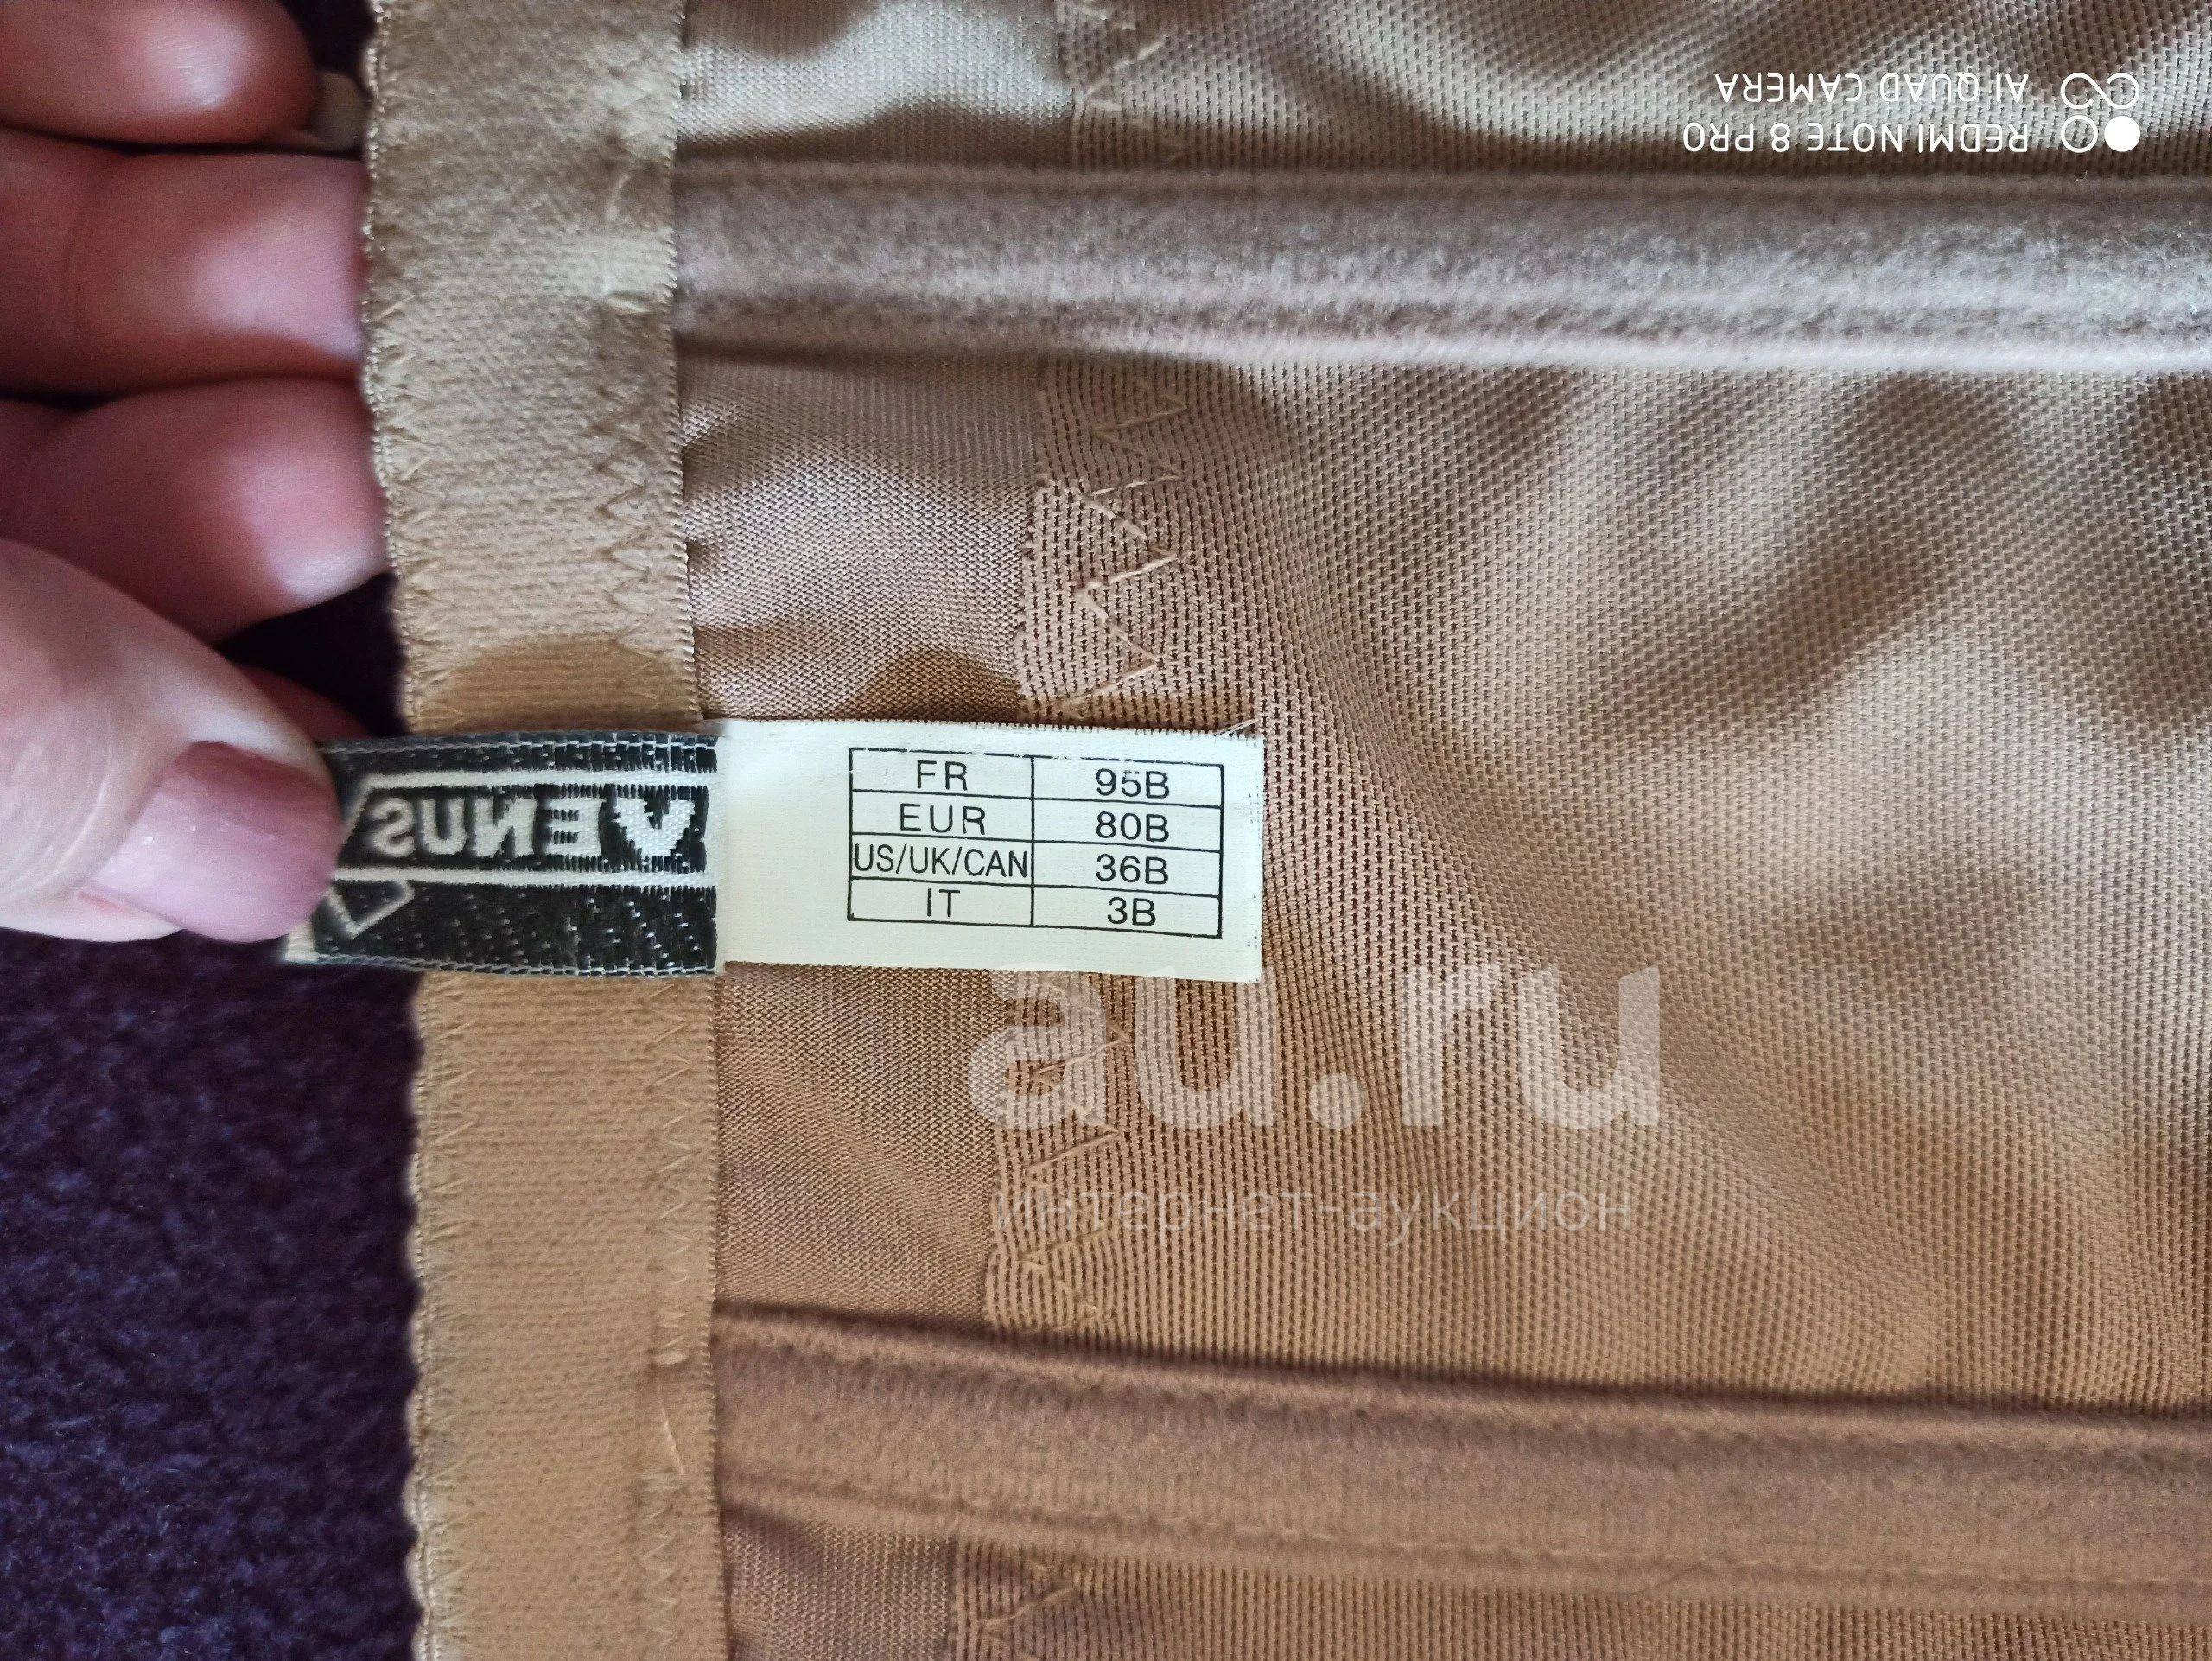 REDMI NOTE 8 PRO
AI QUAD CAMERA
VENUS
FR 95B
EUR 80B
US/UK/CAN 36B
IT 3B
au.ru
интернет-аукцион